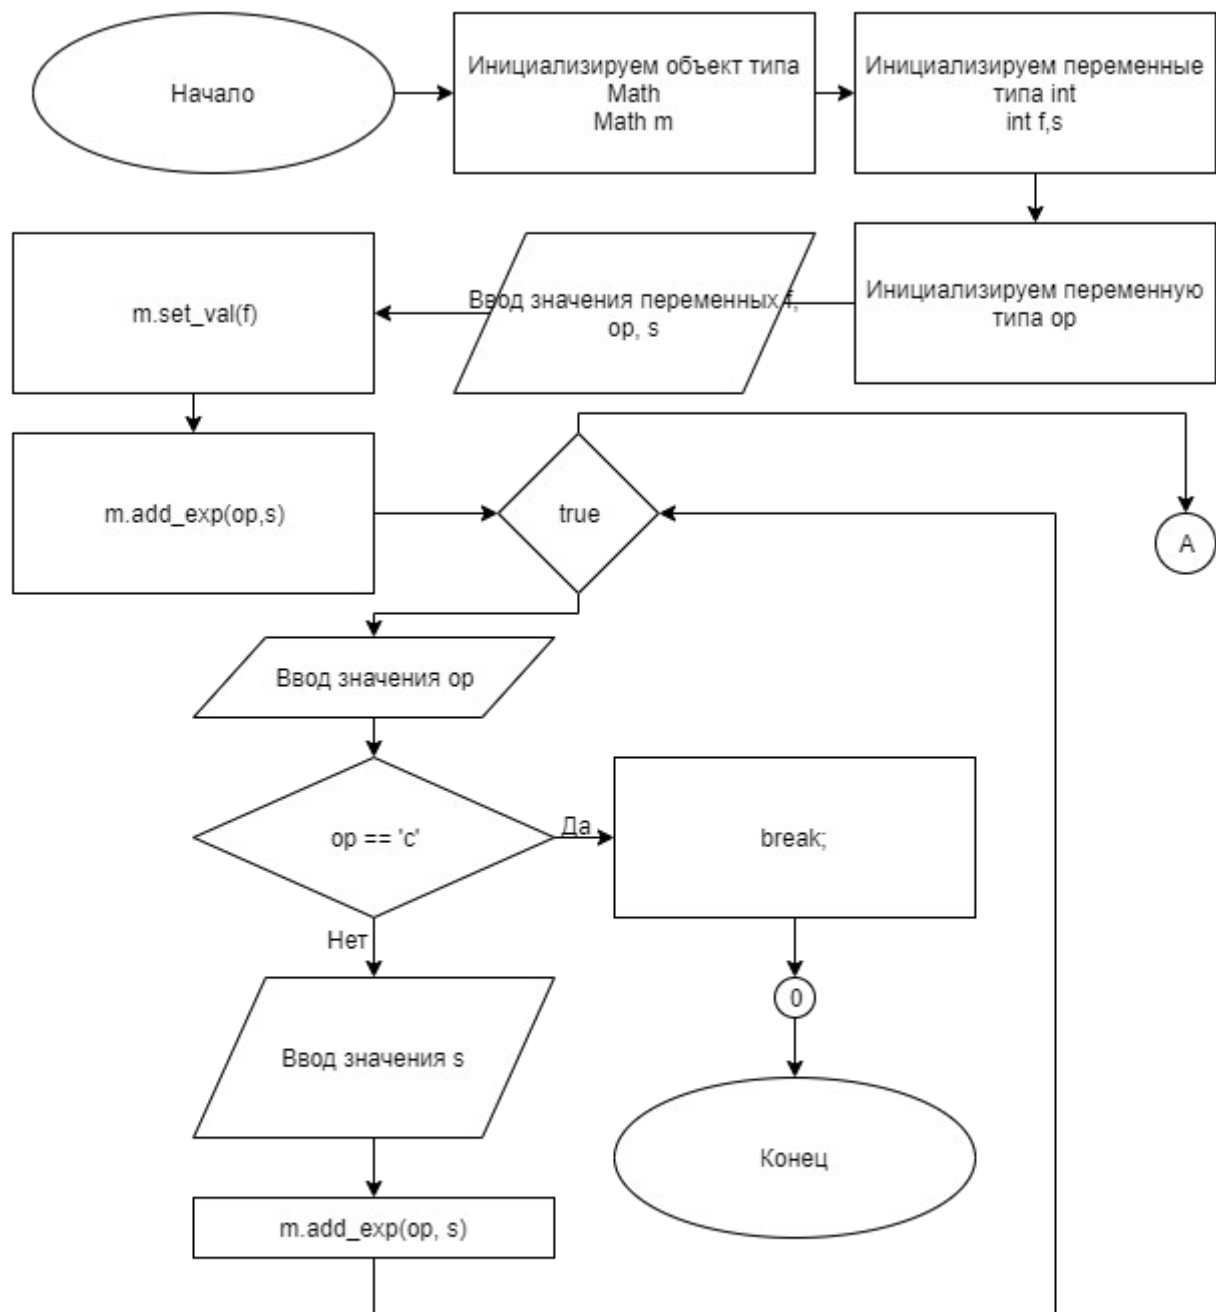 Начало
Инициализируем объект типа
Math
Math m
Инициализируем переменные
типа int
int f,s
Инициализируем переменную
типа op
Ввод значения переменных f,
op, s
m.set_val(f)
m.add_exp(op,s)
true
A
Ввод значения op
op == 'c'
Да
break;
Нет
0
Ввод значения s
Конец
m.add_exp(op, s)